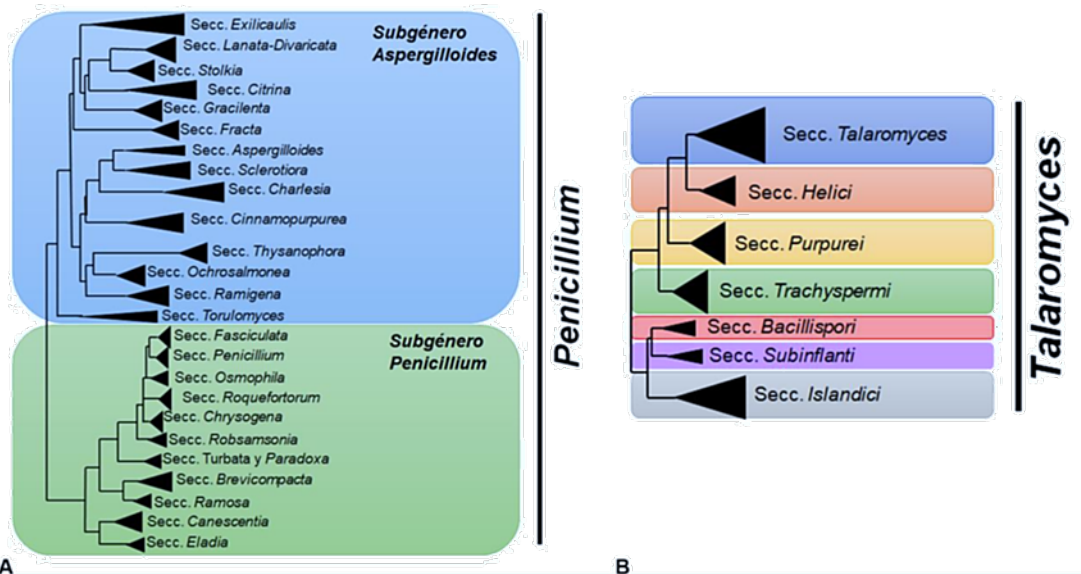 Secc. Exilicaulis
Subgénero
Aspergilloides
Secc. Lanata-Divaricata
Secc. Stolkia
Secc. Citrina
Secc. Gracilenta
Secc. Fracta
Secc. Aspergilloides
Secc. Sclerotiora
Secc. Charlesia
Secc. Cinnamopurpurea
Secc. Thysanophora
Secc. Ochrosalmonea
Secc. Ramigena
Secc. Torulomyces
Secc. Fasciculata
Subgénero
Penicillium
Secc. Penicillium
Secc. Osmophila
Secc. Roquefortorum
Secc. Chrysogena
Secc. Robsamsonia
Secc. Turbata y Paradoxa
Secc. Brevicompacta
Secc. Ramosa
Secc. Canescentia
Secc. Eladia
Penicillium
A
Secc. Talaromyces
Secc. Helici
Secc. Purpurei
Secc. Trachyspermi
Secc. Bacillispori
Secc. Subinflanti
Secc. Islandici
Talaromyces
B